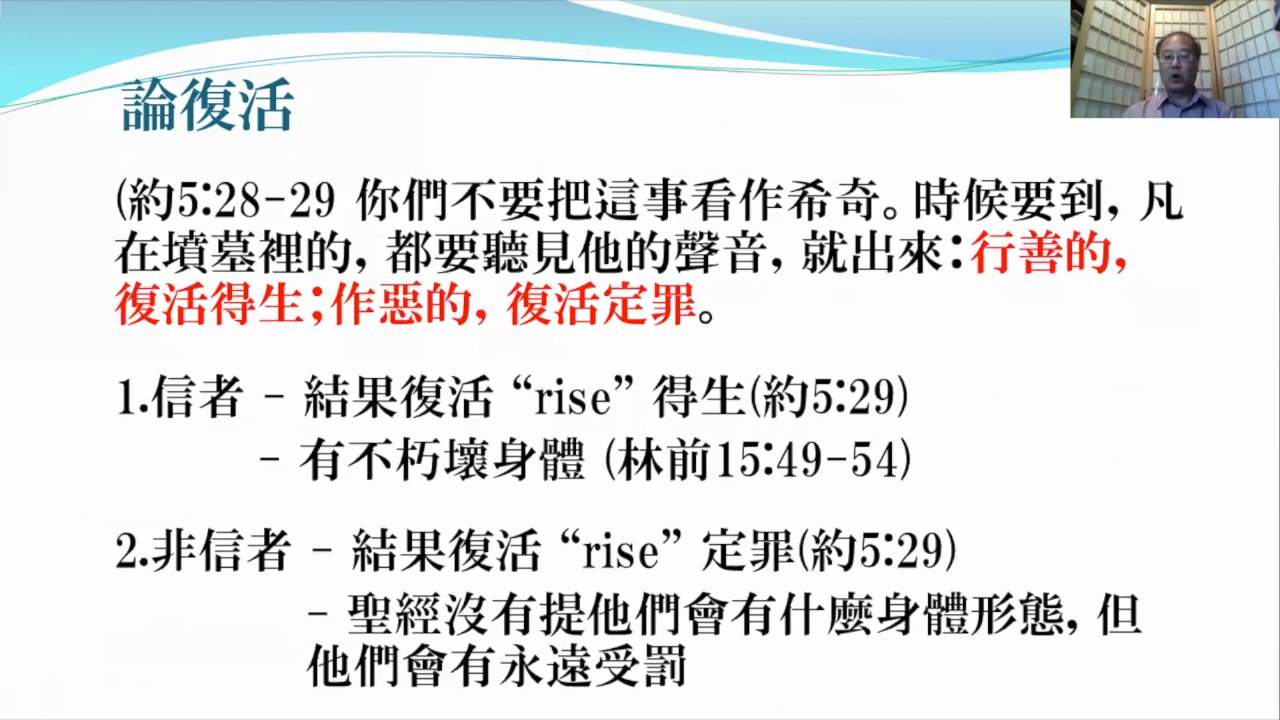 論復活
(約5:28-29 你們不要把這事看作希奇。時候要到, 凡
在墳墓裡的, 都要聽見他的聲音, 就出來:行善的,
復活得生;作惡的, 復活定罪。
1.信者 - 結果復活 “rise” 得生(約5:29)
- 有不朽壞身體 (林前15:49-54)
2.非信者 - 結果復活 “rise” 定罪(約5:29)
- 聖經沒有提他們會有什麼身體形態, 但
他們會有永遠受罰